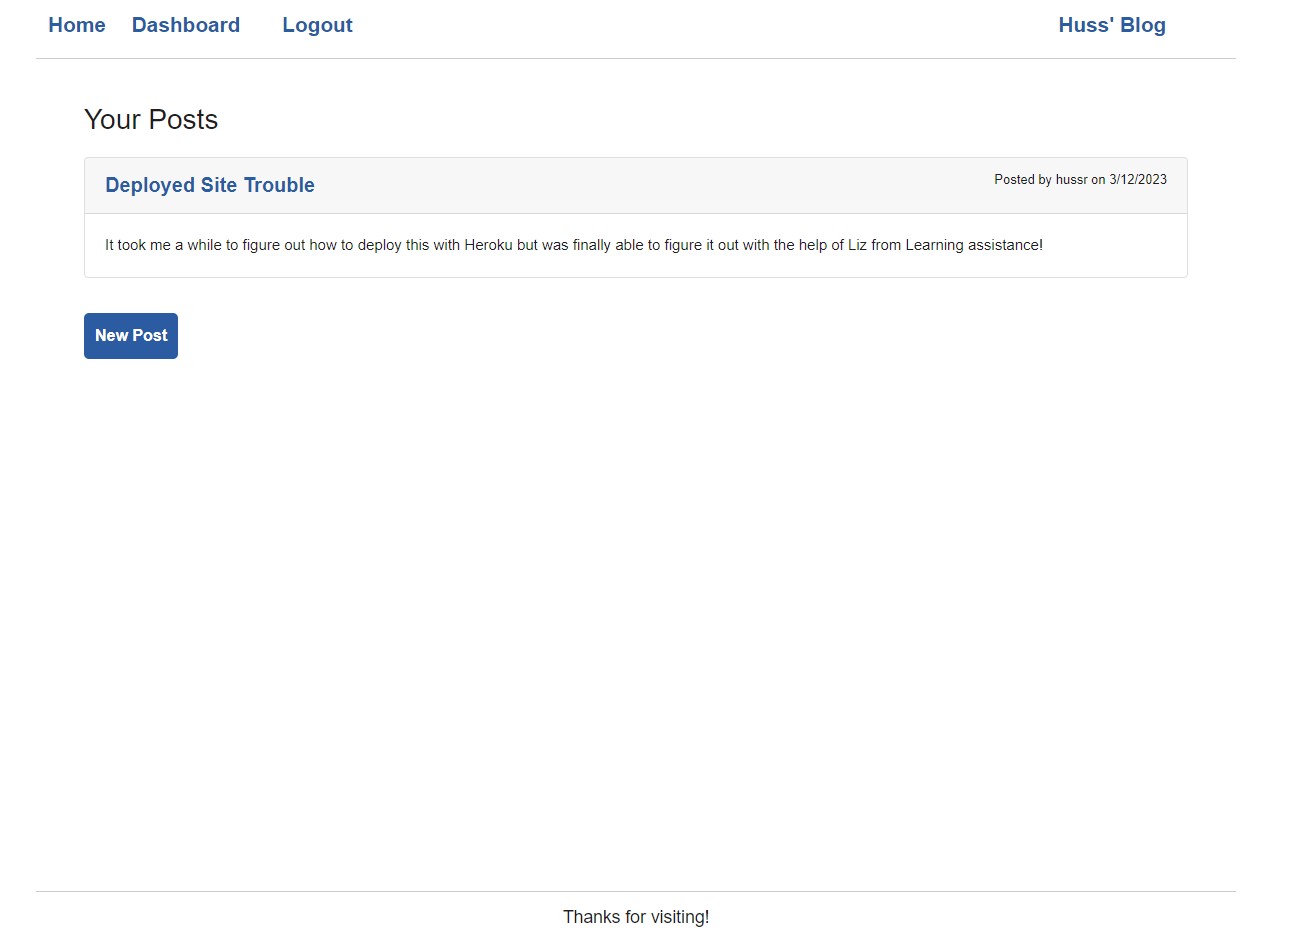 Home Dashboard Logout Huss' Blog
Your Posts
Deployed Site Trouble Posted by hussr on 3/12/2023
It took me a while to figure out how to deploy this with Heroku but was finally able to figure it out with the help of Liz from Learning assistance!
New Post
Thanks for visiting!